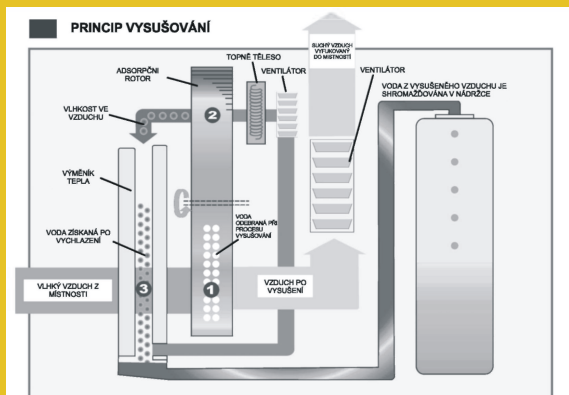 PRINCIP VYSUŠOVÁNÍ
SUCHÝ VZDUCH
VYFUKOVANÝ
DO MÍSTNOSTI
TOPNĚ TĚLESO
ADSORPČNI
ROTOR
VENTILÁTOR
VENTILÁTOR
VODA Z VYSUŠENÉHO VZDUCHU JE
SHROMAŽĎOVÁNA V NÁDRŽCE
VLHKOST VE
VZDUCHU
2
VÝMĚNÍK
TEPLA
VODA ZÍSKANÁ PO
VYCHLAZENÍ
VODA
ODEBRANÁ PŘI
PROCESU
VYSUŠOVÁNÍ
VLHKÝ VZDUCH Z
MÍSTNOSTI
3
1
VZDUCH PO
VYSUŠENÍ